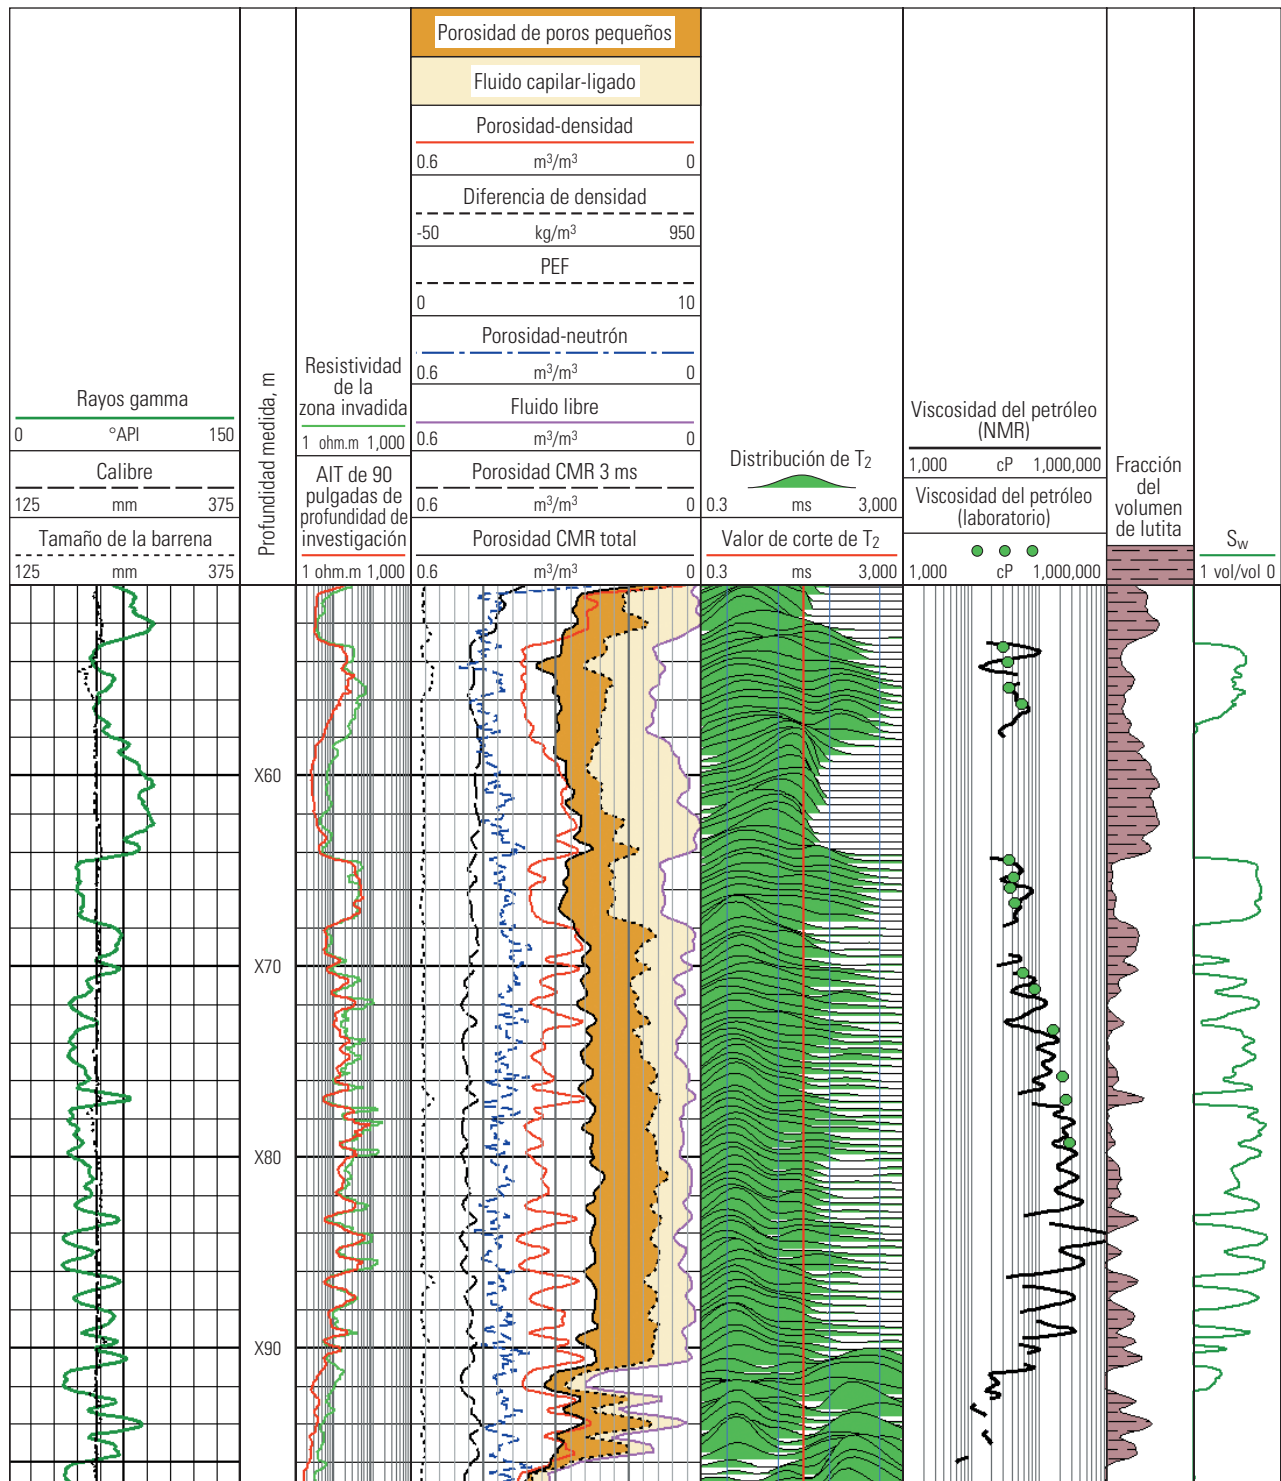 Porosidad de poros pequeños
Fluido capilar-ligado
Porosidad-densidad
0.6 m³/m³ 0
Diferencia de densidad
-50 kg/m³ 950
PEF
0 10
Porosidad-neutrón
0.6 m³/m³ 0
Fluido libre
0.6 m³/m³ 0
Porosidad CMR 3 ms
0.6 m³/m³ 0
Porosidad CMR total
0.6 m³/m³ 0
Rayos gamma
0 °API 150
Calibre
125 mm 375
Tamaño de la barrena
125 mm 375
Profundidad medida, m
Resistividad
de la
zona invadida
1 ohm.m 1,000
AIT de 90
pulgadas de
profundidad de
investigación
1 ohm.m 1,000
Distribución de T₂
0.3 ms 3,000
Valor de corte de T₂
0.3 ms 3,000
Viscosidad del petróleo
(NMR)
1,000 cP 1,000,000
Viscosidad del petróleo
(laboratorio)
1,000 cP 1,000,000
Fracción
del
volumen
de lutita
Sw
1 vol/vol 0
X60
X70
X80
X90